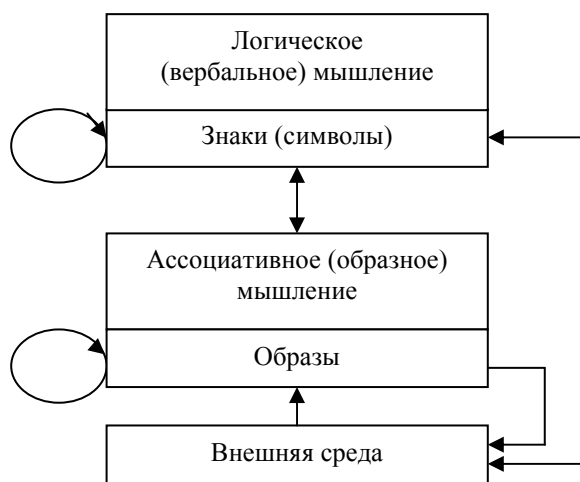 Логическое
(вербальное) мышление
Знаки (символы)
Ассоциативное (образное)
мышление
Образы
Внешняя среда